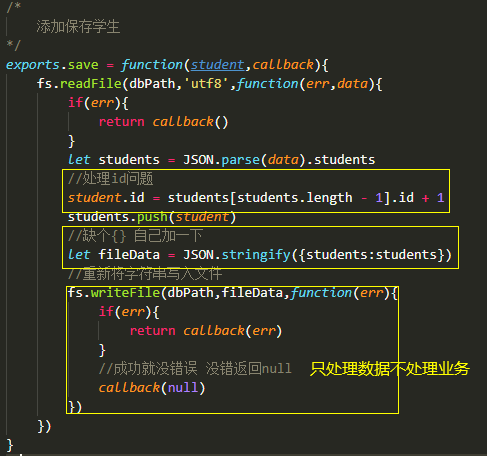 /*
添加保存学生
*/
exports.save = function(student,callback){
fs.readFile(dbPath,'utf8',function(err,data){
if(err){
return callback()
}
let students = JSON.parse(data).students
//处理id问题
student.id = students[students.length - 1].id + 1
students.push(student)
//缺个{} 自己加一下
let fileData = JSON.stringify({students:students})
//重新将字符串写入文件
fs.writeFile(dbPath,fileData,function(err){
if(err){
return callback(err)
}
//成功就没错误 没错返回null 只处理数据不处理业务
callback(null)
})
})
}